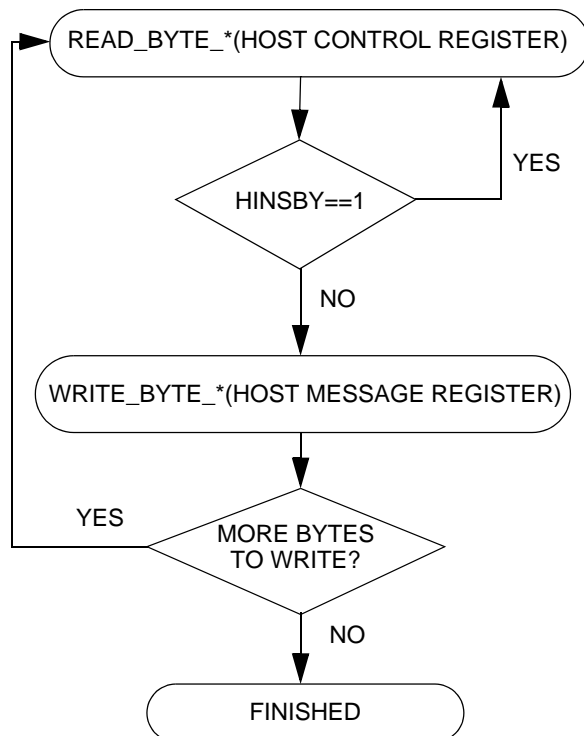 READ_BYTE_*(HOST CONTROL REGISTER)
YES
HINSBY==1
NO
WRITE_BYTE_*(HOST MESSAGE REGISTER)
YES
MORE BYTES
TO WRITE?
NO
FINISHED